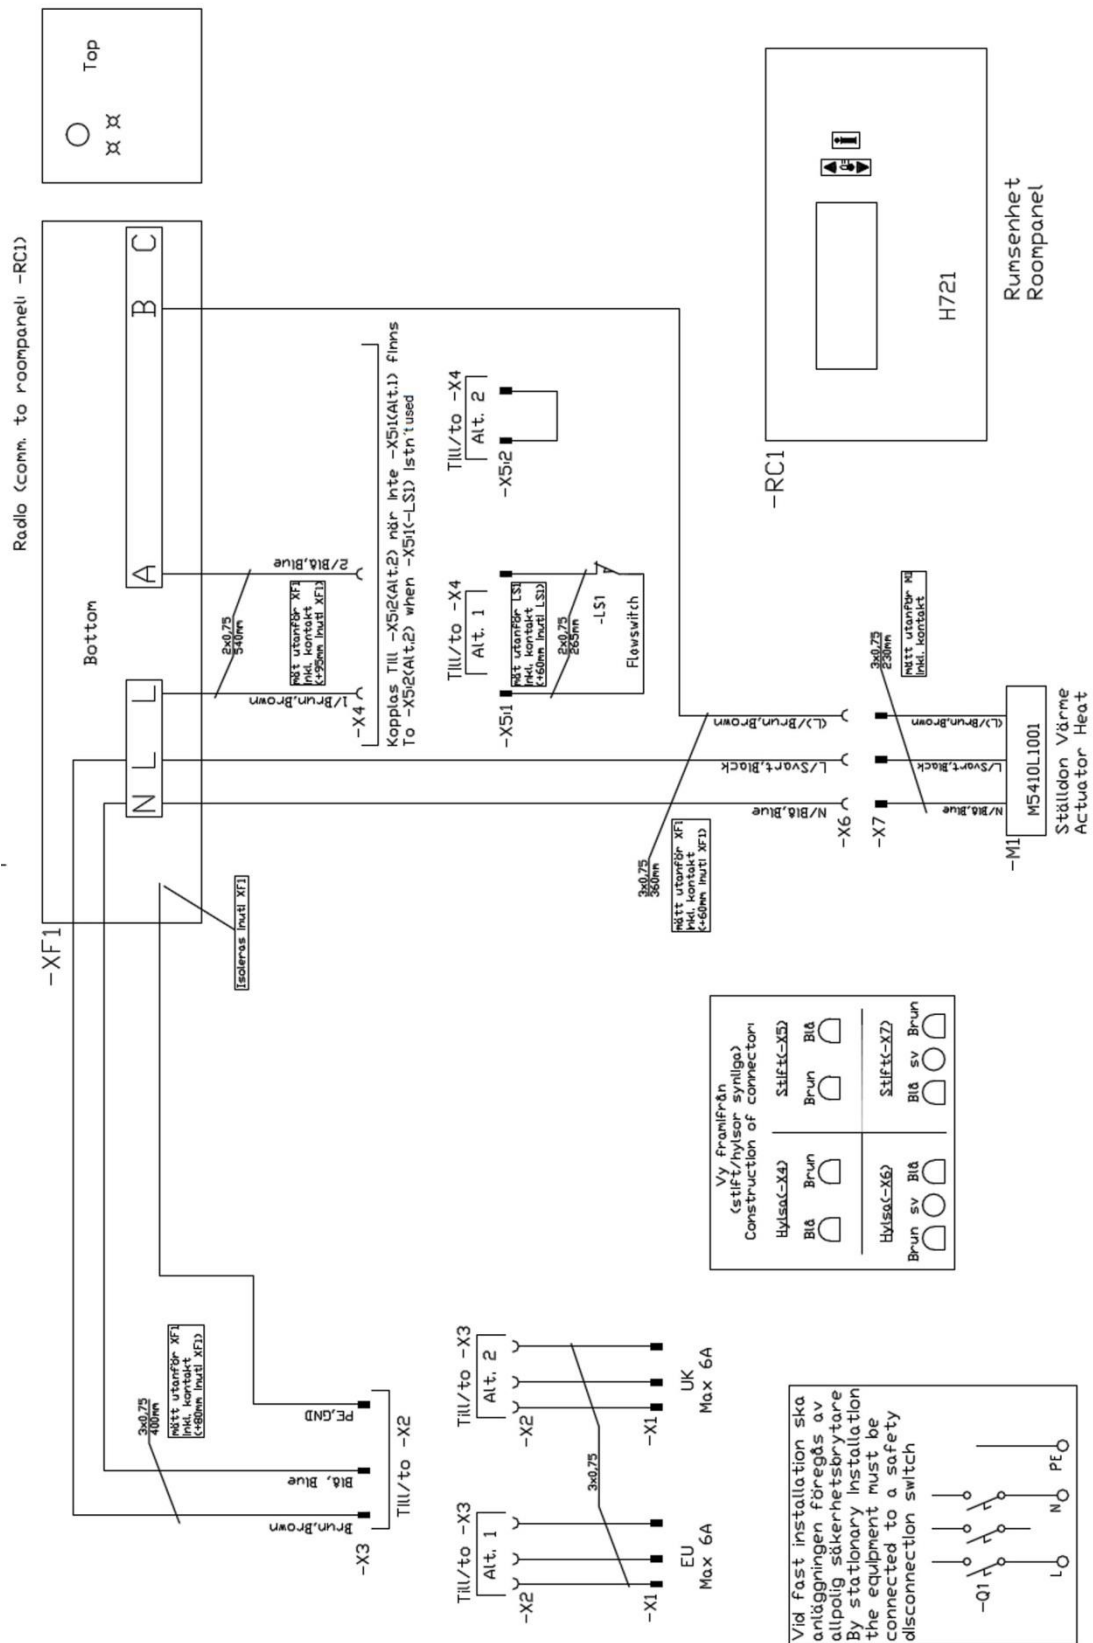 Top
Radio (comm. to roompanel: -RC1)
-XF1
Bottom
N L L
A
B C
Isoleras inuti XF1
2x0,75
540mm
mått utanför XF1
inkl. kontakt
(+95mm inuti XF1)
1/Brun,Brown
2/Blå,Blue
-X4
Kopplas Till -X5:2(Alt.2) när inte -X5:1(Alt.1) finns
To -X5:2(Alt.2) when -X5:1(-LS1) Istn'tused
Till/to -X4
Alt. 1
-X5:1
mått utanför LS1
inkl. kontakt
(+60mm inuti LS1)
2x0,75
265mm
-LS1
Flowswitch
Till/to -X4
Alt. 2
-X5:2
3x0,75
360mm
mått utanför XF1
inkl. kontakt
(+60mm inuti XF1)
N/Blå,Blue
L/Svart,Black
(L)/Brun,Brown
-X6
-X7
3x0,75
230mm
mått utanför M1
inkl. kontakt
N/Blå,Blue
L/Svart,Black
(L)/Brun,Brown
-M1
M5410L1001
Ställdon Värme
Actuator Heat
-RC1
H721
Rumsenhet
Roompanel
3x0,75
400mm
mått utanför XF1
inkl. kontakt
(+80mm inuti XF1)
Brun,Brown
Blå, Blue
PE,GND
-X3
Till/to -X2
Till/to -X3
Alt. 1
-X2
-X1
EU
Max 6A
3x0,75
Till/to -X3
Alt. 2
-X2
-X1
UK
Max 6A
Vy framifrån
(stift/hylsor synliga)
Construction of connector:
Hylsa(-X4)
Blå Brun
Stift(-X5)
Brun Blå
Hylsa(-X6)
Brun sv Blå
Stift(-X7)
Blå sv Brun
Vid fast installation ska
anläggningen föregås av
allpolig säkerhetsbrytare
By stationary installation
the equipment must be
connected to a safety
disconnection switch
-Q1
L
N
PE